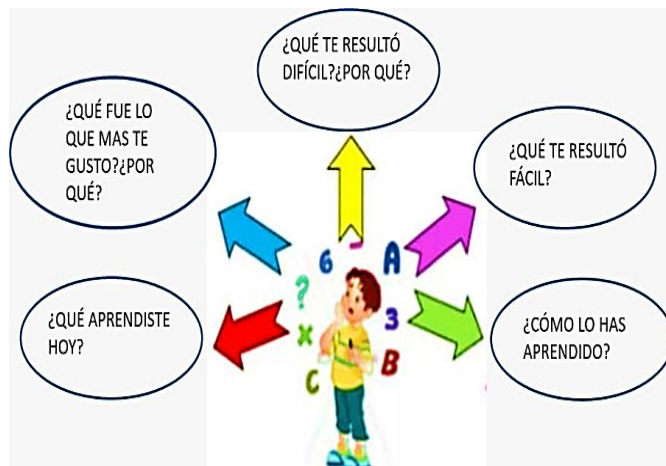 ¿QUÉ TE RESULTÓ
DIFÍCIL?¿POR QUÉ?
¿QUÉ FUE LO
QUE MAS TE
GUSTO?¿POR
QUÉ?
¿QUÉ TE RESULTÓ
FÁCIL?
¿QUÉ APRENDISTE
HOY?
¿CÓMO LO HAS
APRENDIDO?
6
A
?
3
X
B
C